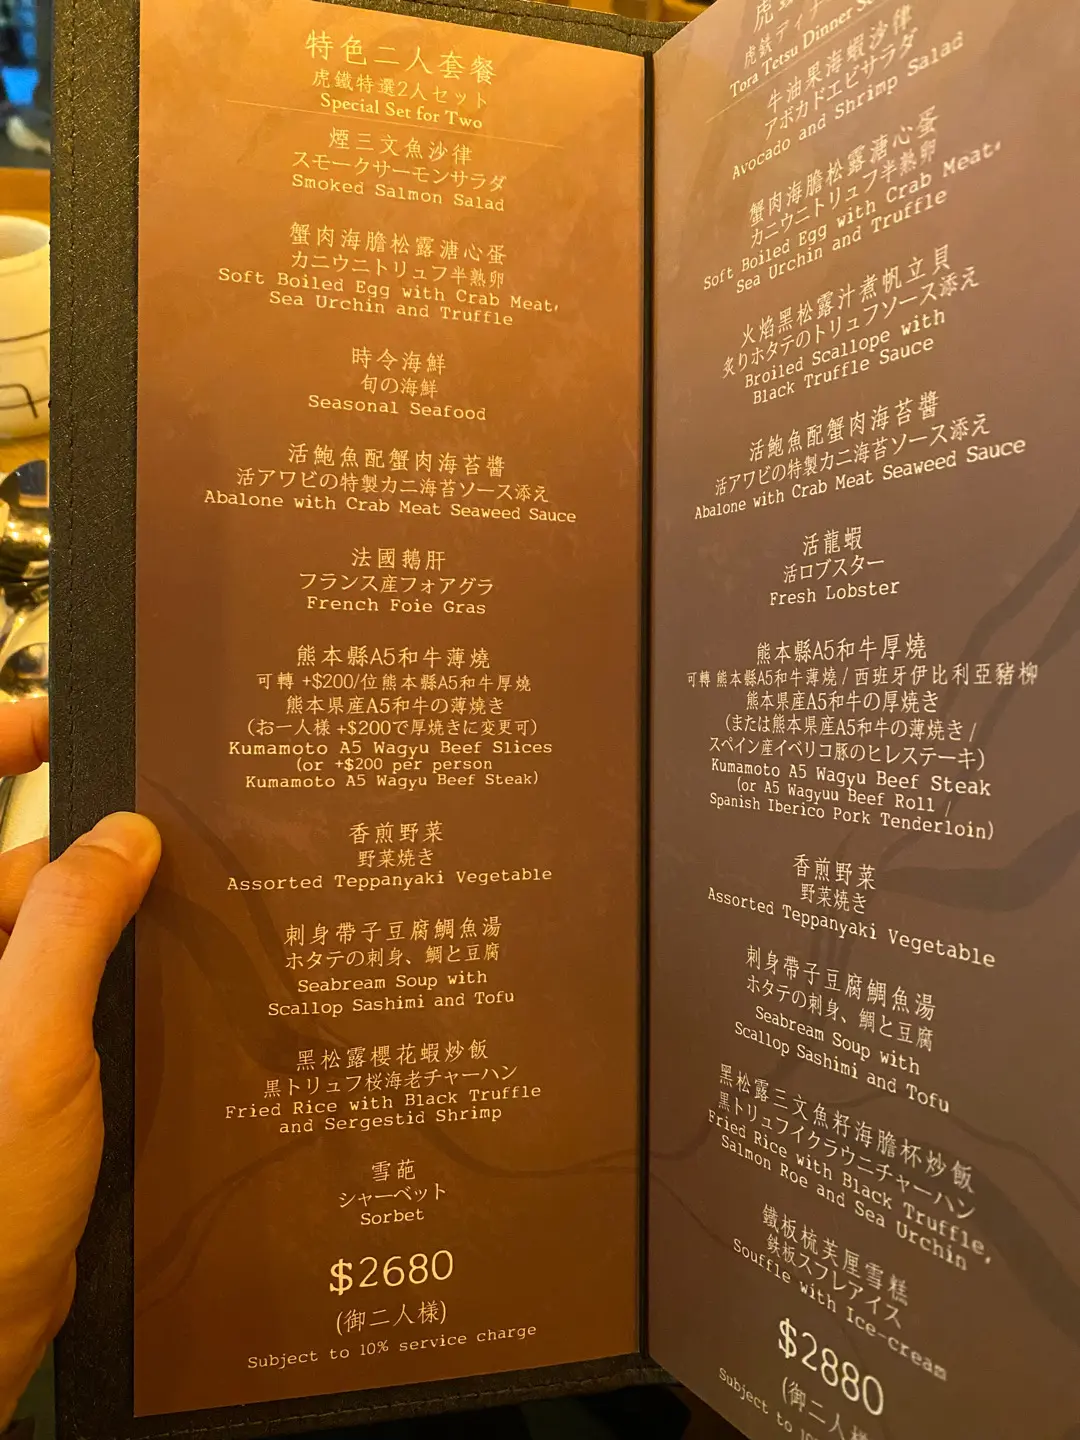 特色二人套餐
虎鐵特選2人セット
Special Set for Two
煙三文魚沙律
スモークサーモンサラダ
Smoked Salmon Salad
蟹肉海膽松露溏心蛋
カニウニトリュフ半熟卵
Soft Boiled Egg with Crab Meat,
Sea Urchin and Truffle
時令海鮮
旬の海鮮
Seasonal Seafood
活鮑魚配蟹肉海苔醬
活アワビの特製カニ海苔ソース添え
Abalone with Crab Meat Seaweed Sauce
法國鵝肝
フランス産フォアグラ
French Foie Gras
熊本縣A5和牛薄燒
可轉 +$200/位熊本縣A5和牛厚燒
熊本県産A5和牛の薄焼き
(お一人様 +$200で厚焼きに変更可)
Kumamoto A5 Wagyu Beef Slices
(or +$200 per person
Kumamoto A5 Wagyu Beef Steak)
香煎野菜
野菜焼き
Assorted Teppanyaki Vegetable
刺身帶子豆腐鯛魚湯
ホタテの刺身、鯛と豆腐
Seabream Soup with
Scallop Sashimi and Tofu
黑松露櫻花蝦炒飯
黒トリュフ桜海老チャーハン
Fried Rice with Black Truffle
and Sergestid Shrimp
雪葩
シャーベット
Sorbet
$2680
(御二人様)
Subject to 10% service charge
虎鐵
虎鉄ディナー
Tora Tetsu Dinner
牛油果海蝦沙律
アボカドエビサラダ
Avocado and Shrimp Salad
蟹肉海膽松露溏心蛋
カニウニトリュフ半熟卵
Soft Boiled Egg with Crab Meat,
Sea Urchin and Truffle
火焰黑松露汁煮帆立貝
炙りホタテのトリュフソース添え
Broiled Scallope with
Black Truffle Sauce
活鮑魚配蟹肉海苔醬
活アワビの特製カニ海苔ソース添え
Abalone with Crab Meat Seaweed Sauce
活龍蝦
活ロブスター
Fresh Lobster
熊本縣A5和牛厚燒
可轉 熊本縣A5和牛薄燒 / 西班牙伊比利亞豬柳
熊本県産A5和牛の厚焼き
(または熊本県産A5和牛の薄焼き /
スペイン産イベリコ豚のヒレステーキ)
Kumamoto A5 Wagyu Beef Steak
(or A5 Wagyuu Beef Roll /
Spanish Iberico Pork Tenderloin)
香煎野菜
野菜焼き
Assorted Teppanyaki Vegetable
刺身帶子豆腐鯛魚湯
ホタテの刺身、鯛と豆腐
Seabream Soup with
Scallop Sashimi and Tofu
黑松露三文魚籽海膽杯炒飯
黒トリュフイクラウニチャーハン
Fried Rice with Black Truffle,
Salmon Roe and Sea Urchin
鐵板梳芙厘雪糕
鉄板スフレアイス
Souffle with Ice-cream
$2880
(御二人様
Subject to